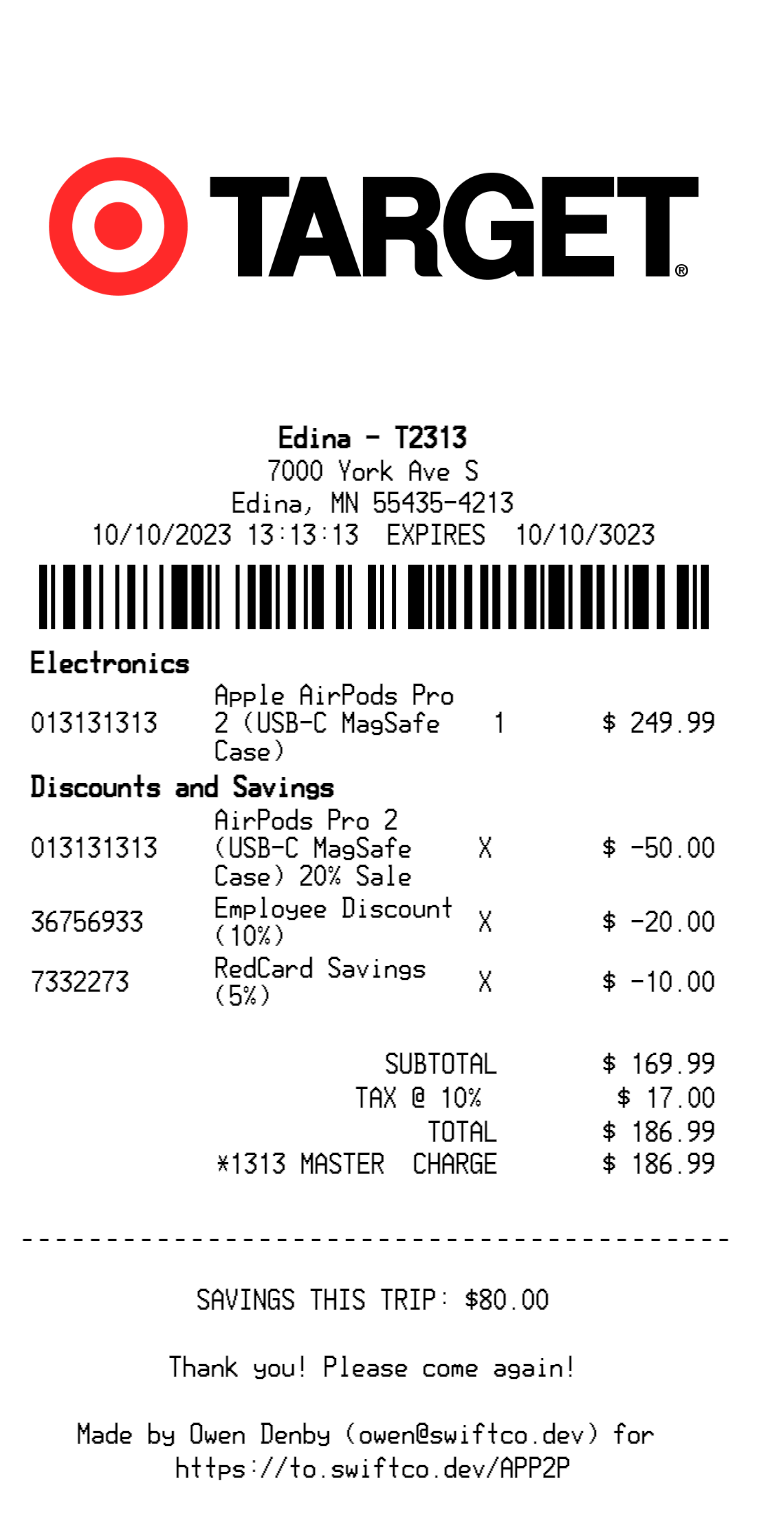 TARGET®
Edina - T2313
7000 York Ave S
Edina, MN 55435-4213
10/10/2023 13:13:13 EXPIRES 10/10/3023
Electronics
Apple AirPods Pro
013131313 2 (USB-C MagSafe 1 $ 249.99
Case)
Discounts and Savings
AirPods Pro 2
013131313 (USB-C MagSafe X $ -50.00
Case) 20% Sale
36756933 Employee Discount X $ -20.00
(10%)
7332273 RedCard Savings X $ -10.00
(5%)
SUBTOTAL $ 169.99
TAX @ 10% $ 17.00
TOTAL $ 186.99
*1313 MASTER CHARGE $ 186.99
------------------------------------------
SAVINGS THIS TRIP: $80.00
Thank you! Please come again!
Made by Owen Denby (owen@swiftco.dev) for
https://to.swiftco.dev/APP2P